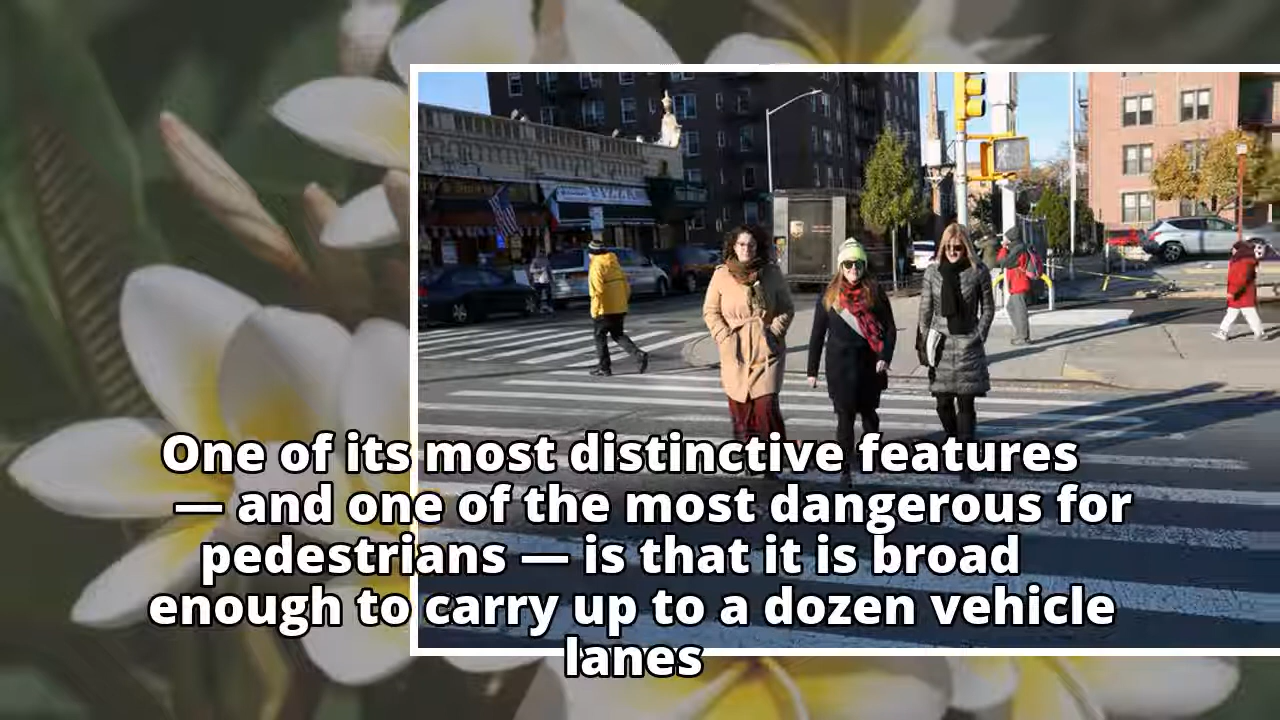 One of its most distinctive features
— and one of the most dangerous for
pedestrians — is that it is broad
enough to carry up to a dozen vehicle
lanes